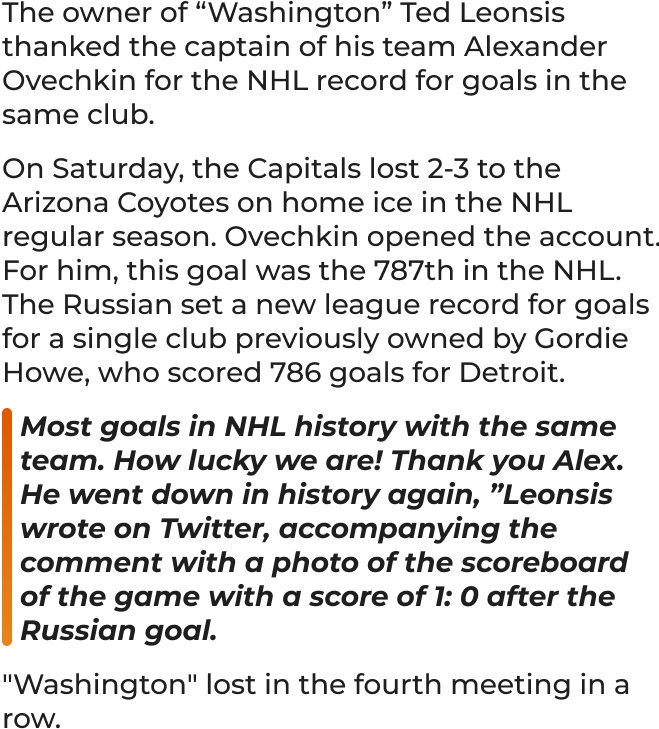 The owner of “Washington” Ted Leonsis
thanked the captain of his team Alexander
Ovechkin for the NHL record for goals in the
same club.
On Saturday, the Capitals lost 2-3 to the
Arizona Coyotes on home ice in the NHL
regular season. Ovechkin opened the account.
For him, this goal was the 787th in the NHL.
The Russian set a new league record for goals
for a single club previously owned by Gordie
Howe, who scored 786 goals for Detroit.
Most goals in NHL history with the same
team. How lucky we are! Thank you Alex.
He went down in history again, ”Leonsis
wrote on Twitter, accompanying the
comment with a photo of the scoreboard
of the game with a score of 1: 0 after the
Russian goal.
"Washington" lost in the fourth meeting in a
row.